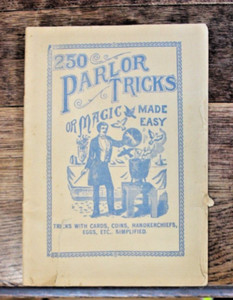 250
PARLOR
TRICKS
OR MAGIC MADE
EASY
TRICKS WITH CARDS, COINS, HANDKERCHIEFS,
EGGS, ETC., SIMPLIFIED